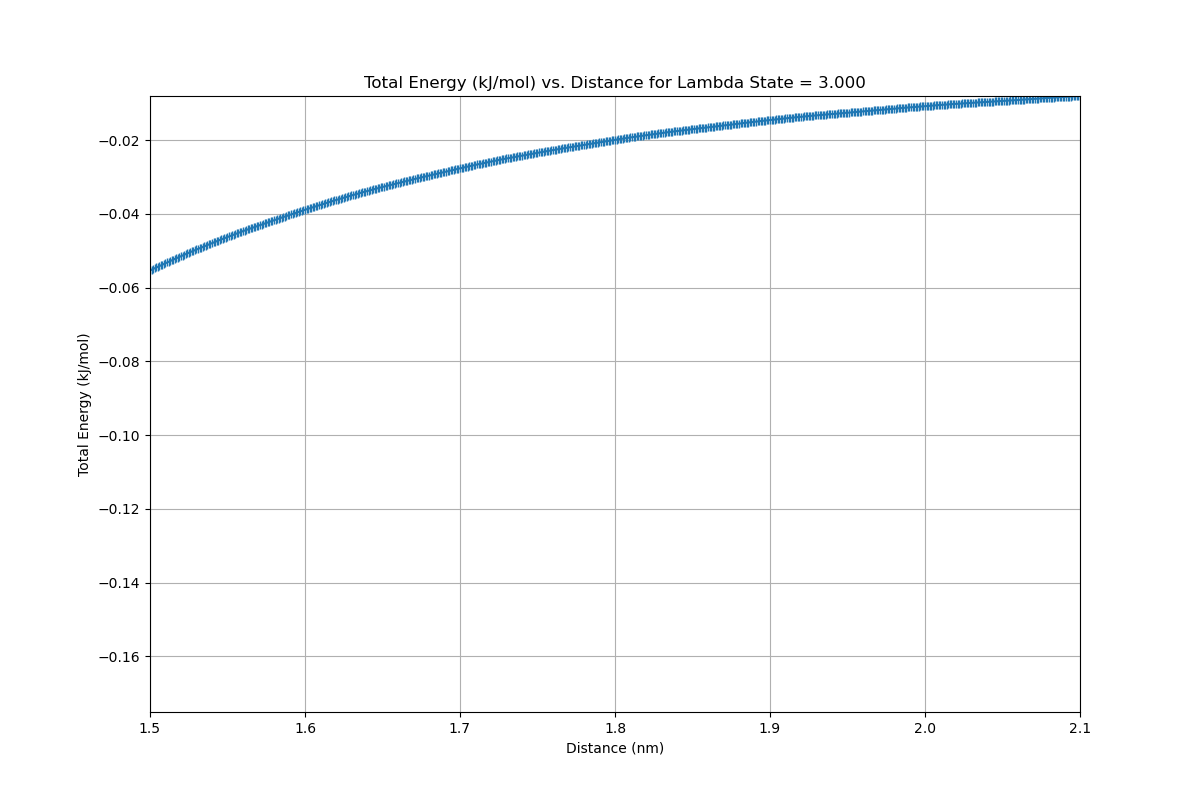 Total Energy (kJ/mol) vs. Distance for Lambda State = 3.000
−0.02
−0.04
−0.06
−0.08
−0.10
−0.12
−0.14
−0.16
Total Energy (kJ/mol)
1.5 1.6 1.7 1.8 1.9 2.0 2.1
Distance (nm)